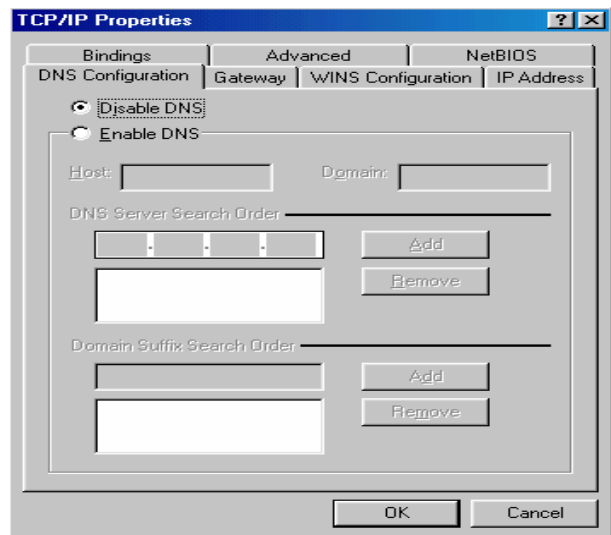 TCP/IP Properties
Bindings Advanced NetBIOS
DNS Configuration Gateway WINS Configuration IP Address
Disable DNS
Enable DNS
Host: Domain:
DNS Server Search Order
Add
Remove
Domain Suffix Search Order
Add
Remove
OK Cancel